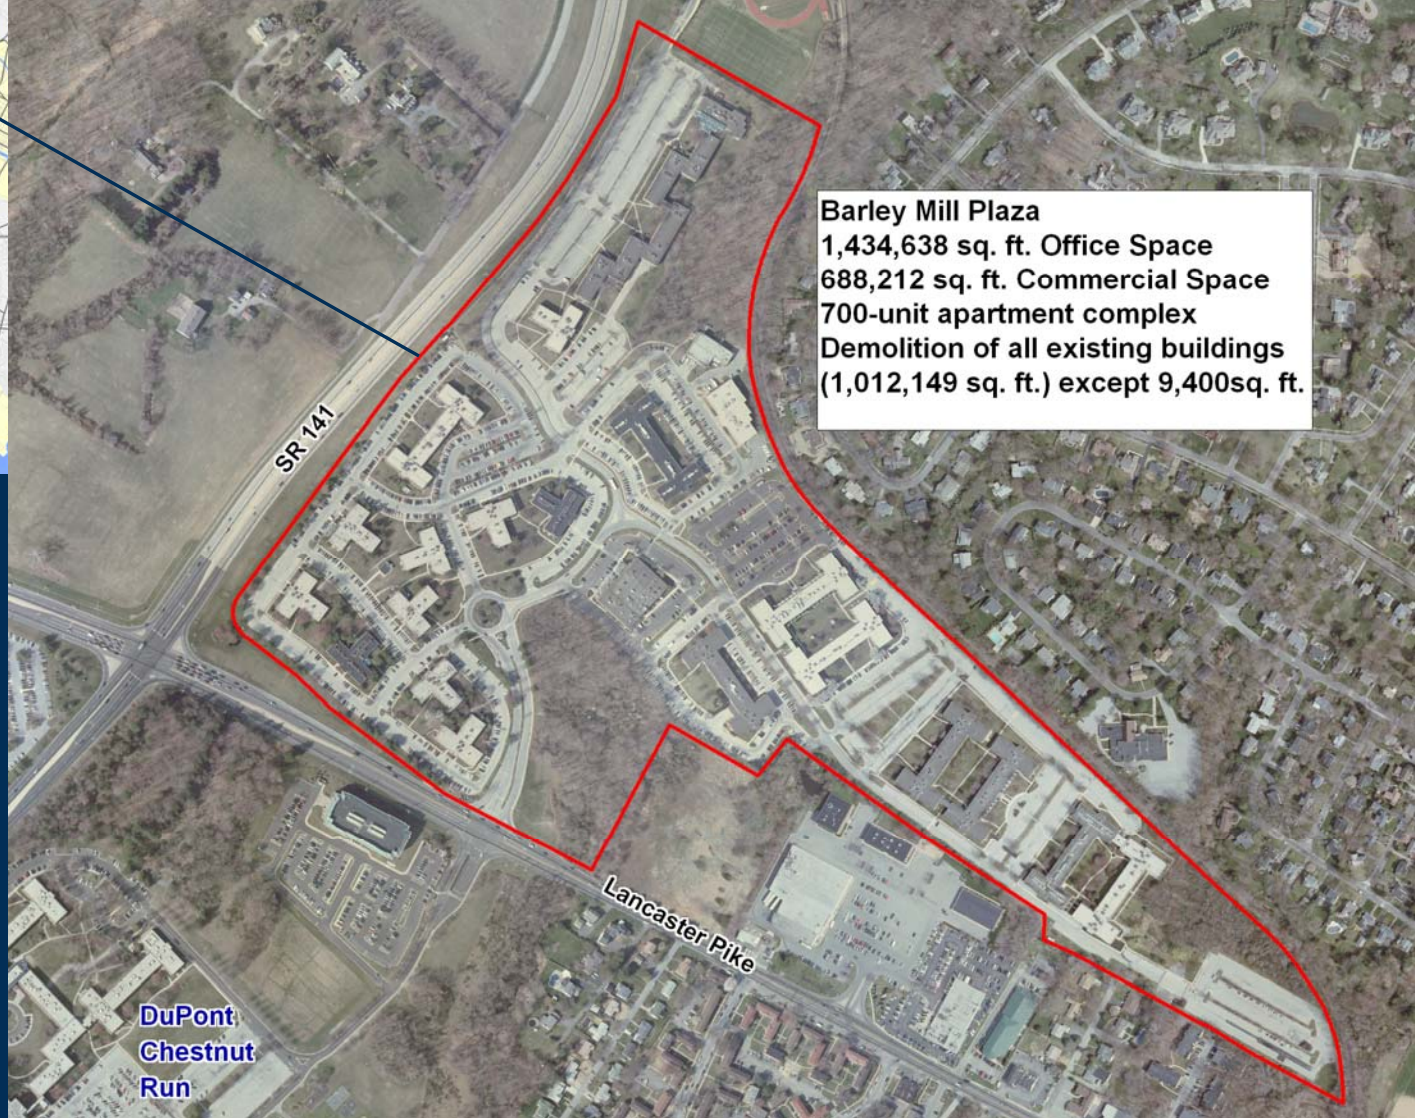 Barley Mill Plaza
1,434,638 sq. ft. Office Space
688,212 sq. ft. Commercial Space
700-unit apartment complex
Demolition of all existing buildings
(1,012,149 sq. ft.) except 9,400sq. ft.
SR 141
Lancaster Pike
DuPont
Chestnut
Run